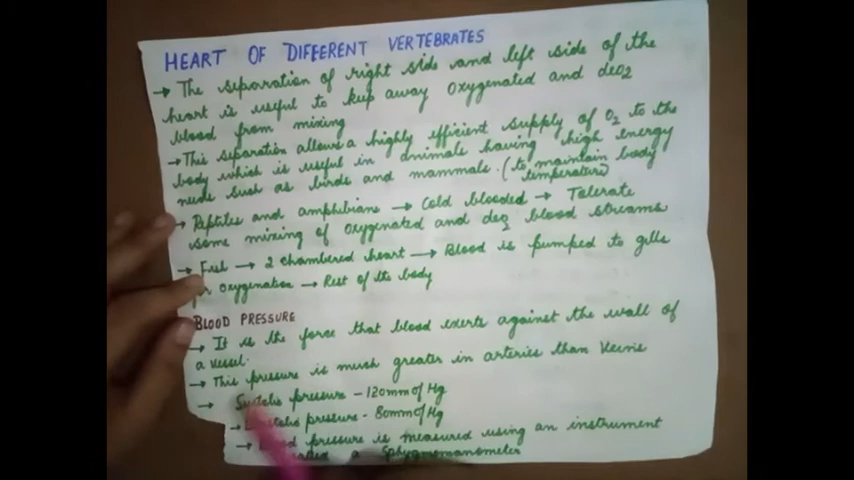 HEART OF DIFFERENT VERTEBRATES
→ The separation of right side and left side of the
heart is useful to keep away oxygenated and deO2
blood from mixing
→ This separation allows a highly efficient supply of O2 to the
body which is useful in animals having high energy
needs such as birds and mammals. (to maintain body
temperature)
→ Reptiles and amphibians → Cold blooded → Tolerate
some mixing of oxygenated and deo2 blood streams
→ → 2 chambered heart → Blood is pumped to gills
for oxygenation → Rest of the body
BLOOD PRESSURE
→ It is the force that blood exerts against the wall of
a vessel.
→ This pressure is much greater in arteries than Veins
→ Systolic pressure - 120mm of Hg
→ pressure - 80mm of Hg
→ pressure is measured using an instrument
a Sphygmomanometer